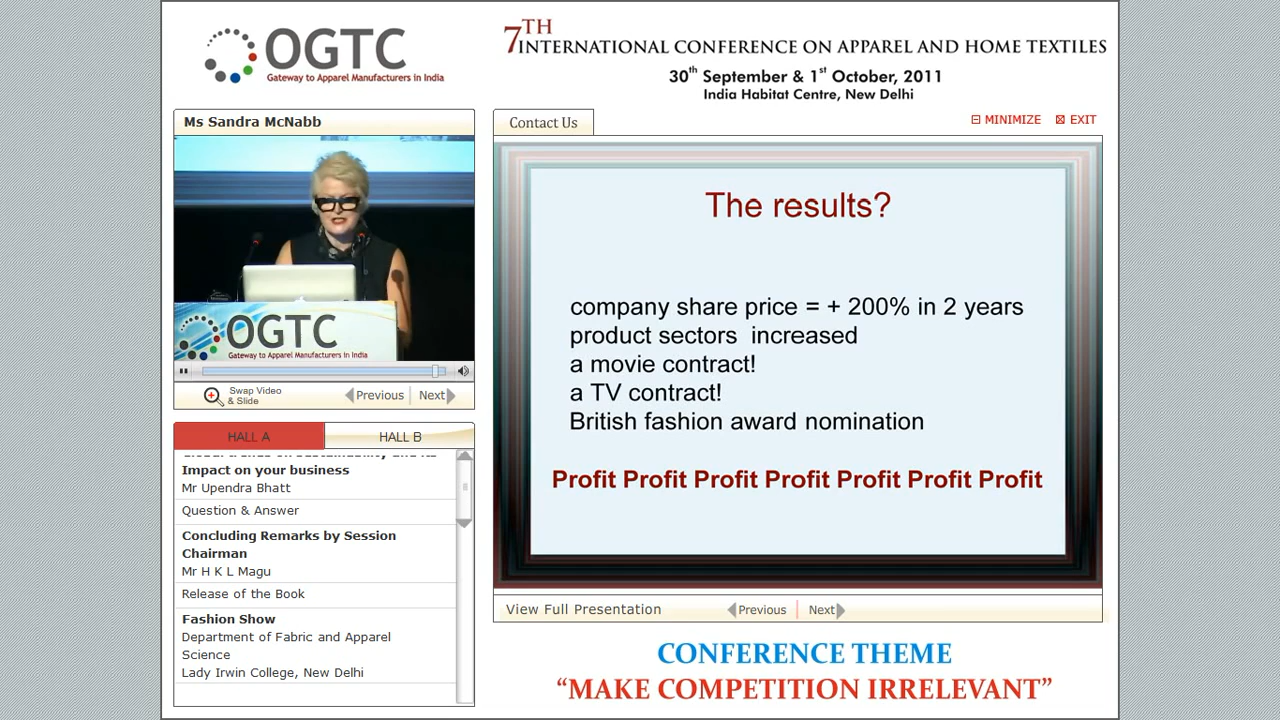 OGTC
Gateway to Apparel Manufacturers in India
7TH INTERNATIONAL CONFERENCE ON APPAREL AND HOME TEXTILES
30th September & 1st October, 2011
India Habitat Centre, New Delhi
Ms Sandra McNabb
Contact Us
MINIMIZE
EXIT
OGTC
Gateway to Apparel Manufacturers in India
Swap Video
& Slide
Previous
Next
HALL A
HALL B
Impact on your business
Mr Upendra Bhatt
Question & Answer
Concluding Remarks by Session
Chairman
Mr H K L Magu
Release of the Book
Fashion Show
Department of Fabric and Apparel
Science
Lady Irwin College, New Delhi
The results?
company share price = + 200% in 2 years
product sectors increased
a movie contract!
a TV contract!
British fashion award nomination
Profit Profit Profit Profit Profit Profit Profit
View Full Presentation
Previous
Next
CONFERENCE THEME
“MAKE COMPETITION IRRELEVANT”